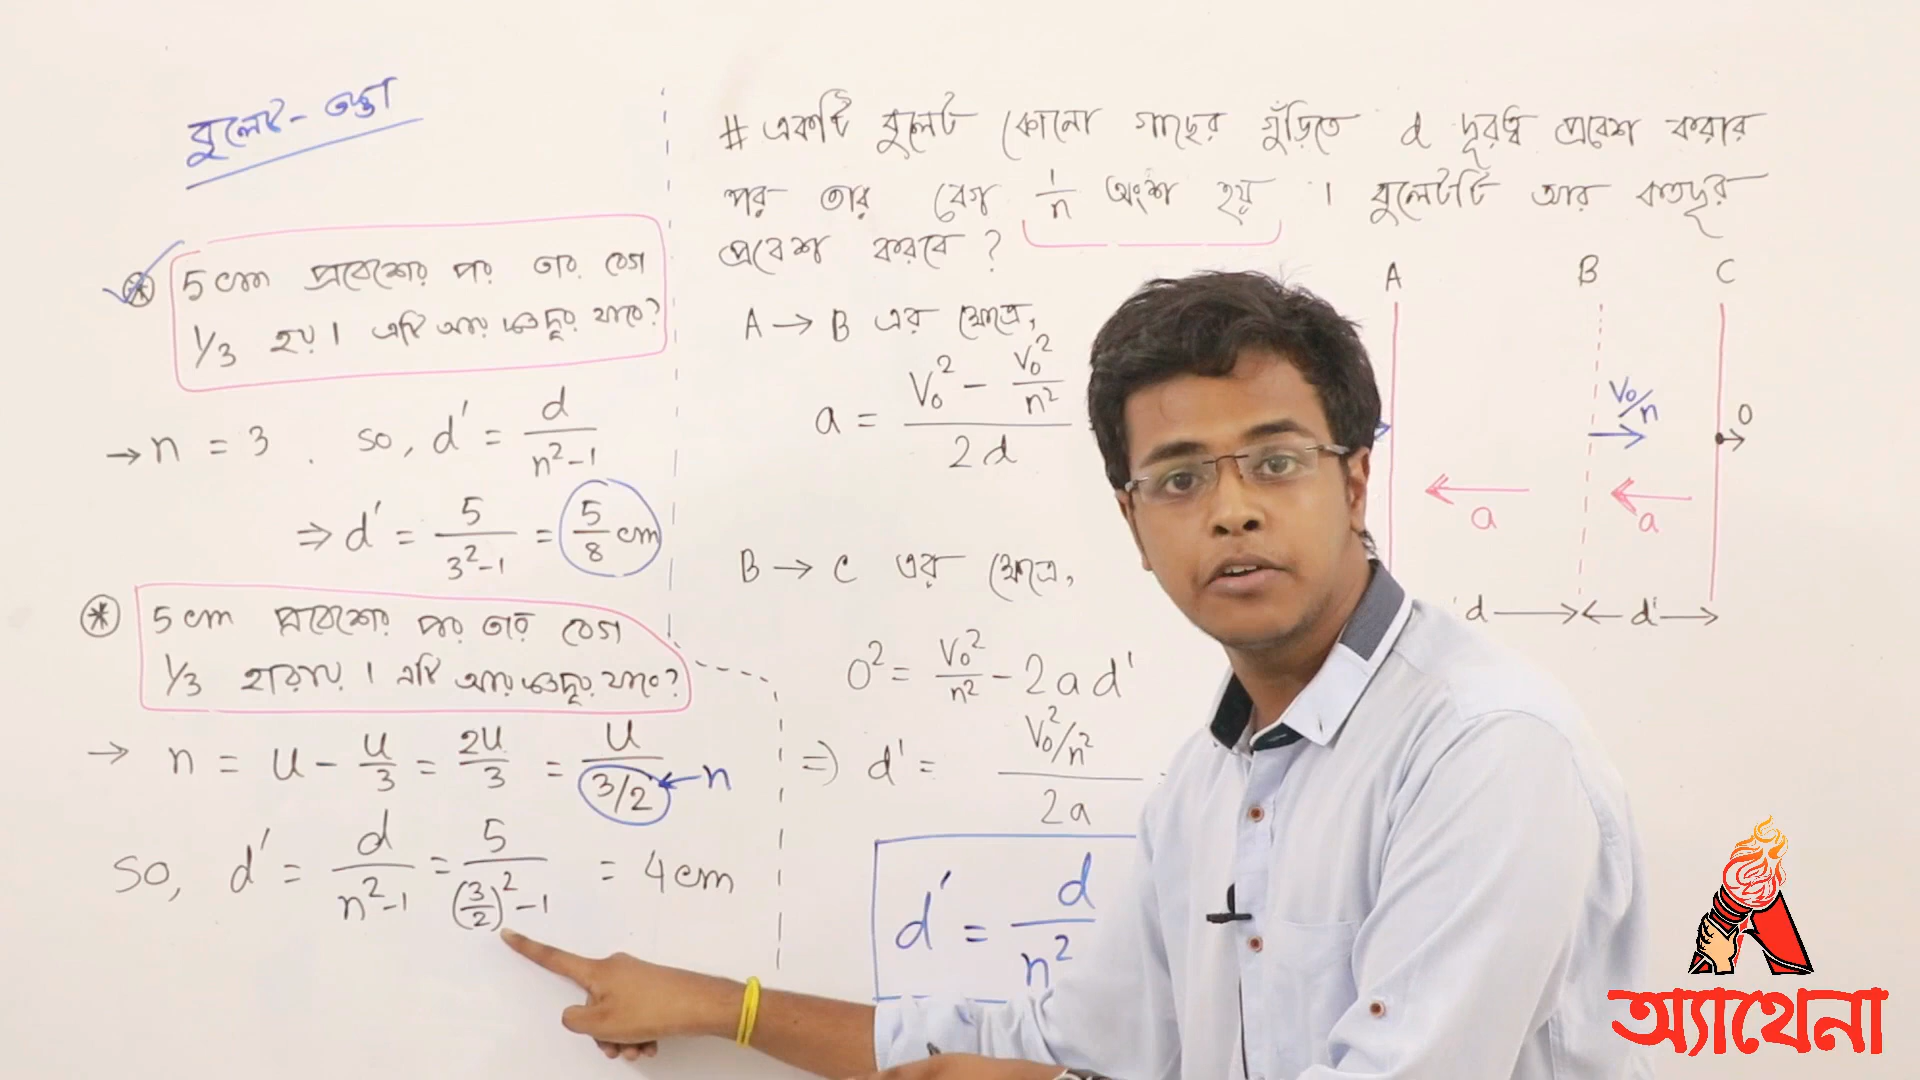 বুলেট - তক্তা
5 cm প্রবেশের পর তার বেগ
1/3 হয়। এটি আর কতদূর যাবে?
→ n = 3 . so, d' = d/(n²-1)
⇒ d' = 5/(3²-1) = 5/8 cm
5 cm প্রবেশের পর তার বেগ
1/3 হারায়। এটি আর কতদূর যাবে?
→ n = u - u/3 = 2u/3 = u/(3/2) ← n
so, d' = d/(n²-1) = 5/((3/2)²-1) = 4 cm
# একটি বুলেট কোনো গাছের গুঁড়িতে d দূরত্ব প্রবেশ করার
পর তার বেগ 1/n অংশ হয় । বুলেটটি আর কতদূর
প্রবেশ করবে ?
A → B এর ক্ষেত্রে,
a = (V₀² - V₀²/n²)/2d
B → C এর ক্ষেত্রে,
0² = V₀²/n² - 2ad'
⇒ d' = (V₀²/n²)/2a
d' = d/n²
A B C
V₀/n 0
a a
d d'
অ্যাথেনা